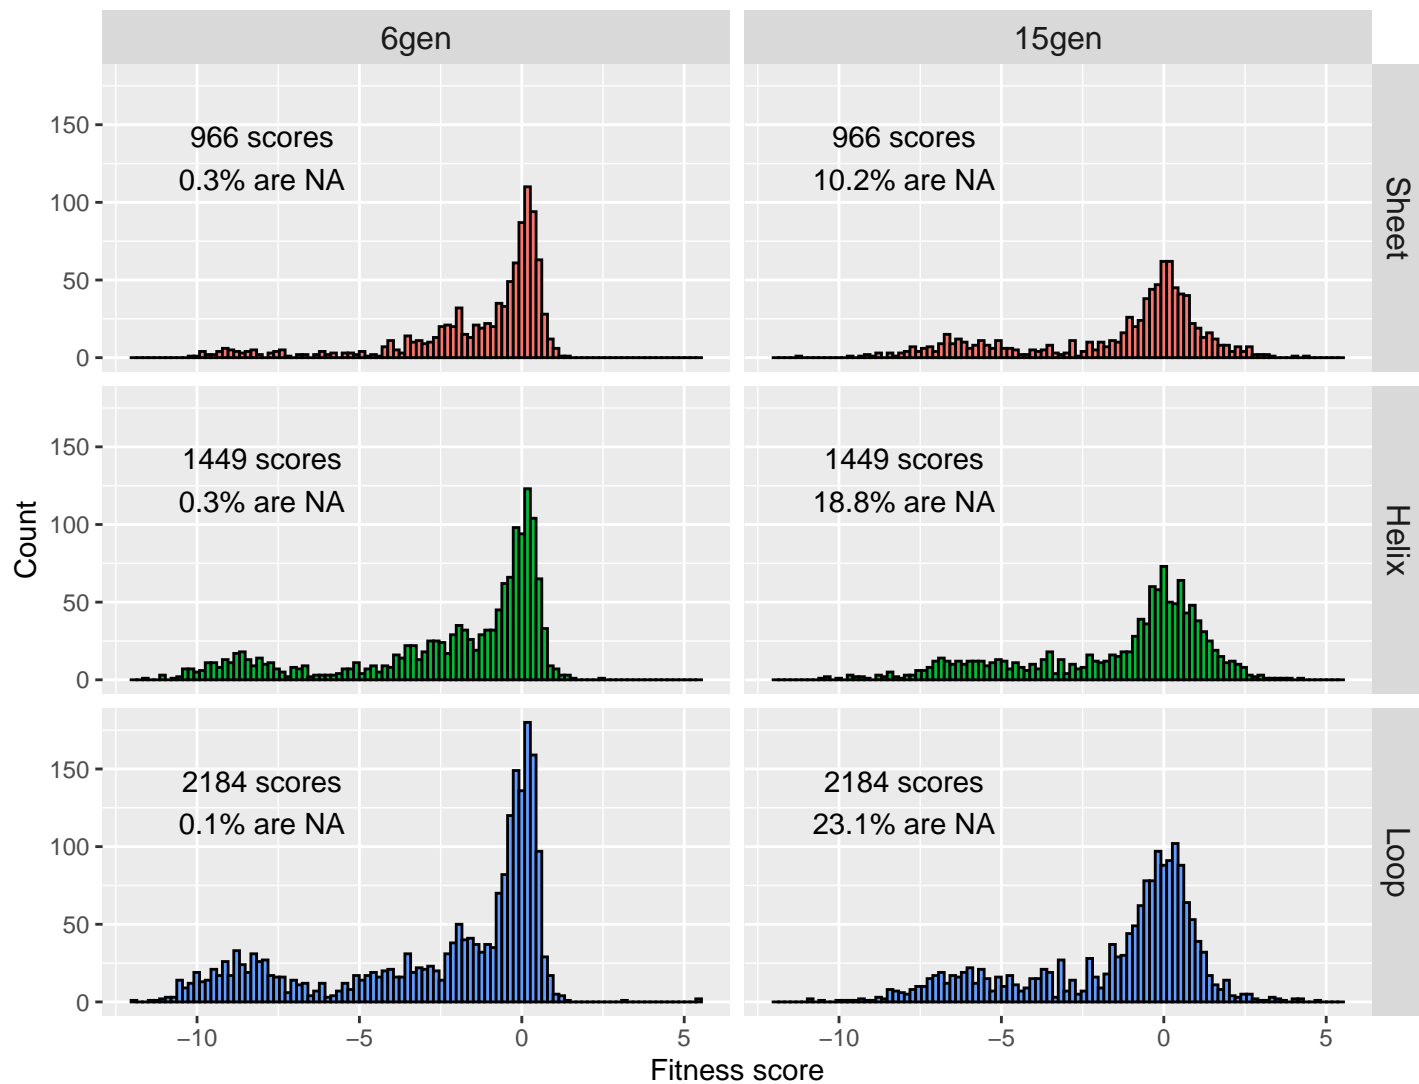 6gen
15gen
966 scores
0.3% are NA
966 scores
10.2% are NA
Sheet
150
100
50
0
1449 scores
0.3% are NA
1449 scores
18.8% are NA
Helix
150
100
50
0
Count
2184 scores
0.1% are NA
2184 scores
23.1% are NA
Loop
150
100
50
0
−10
−5
0
5
−10
−5
0
5
Fitness score